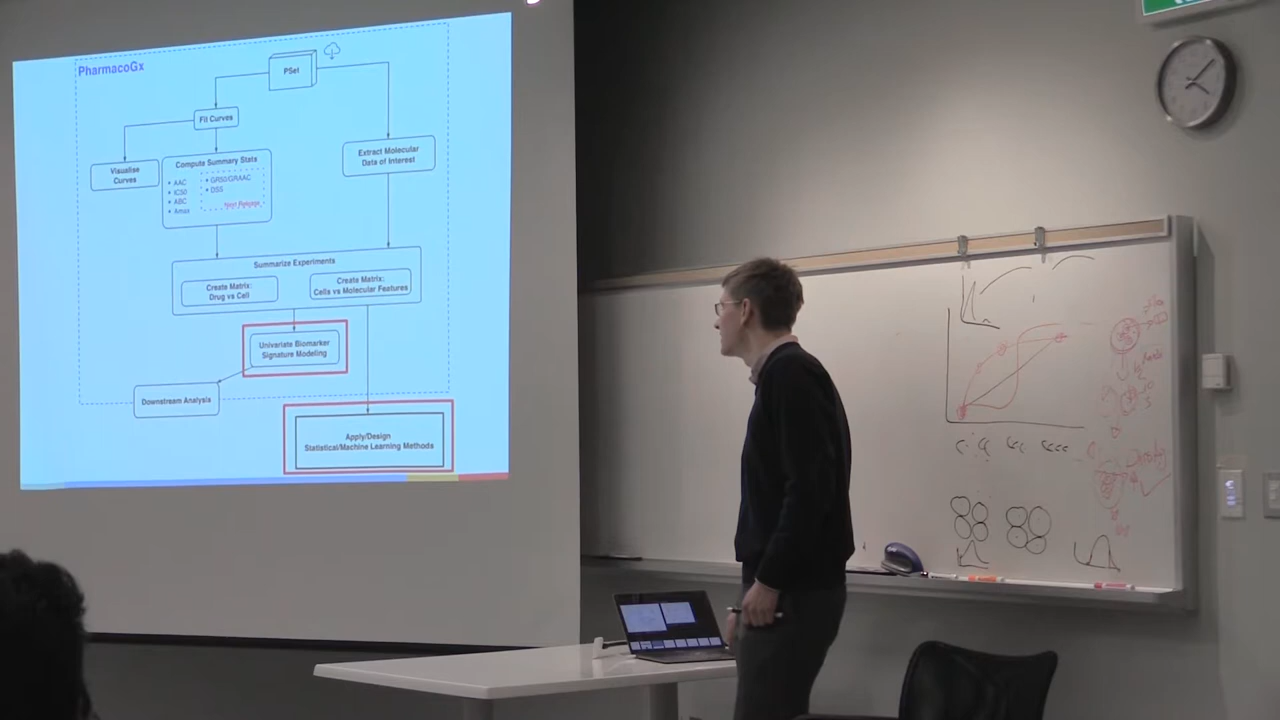 PharmacoGx
PSet
Fit Curves
Visualise
Curves
Compute Summary Stats
• AAC
• IC50
• ABC
• Amax
• GR50/GRAAC
• DSS
Next Release
Extract Molecular
Data of Interest
Summarize Experiments
Create Matrix:
Drug vs Cell
Create Matrix:
Cells vs Molecular Features
Univariate Biomarker
Signature Modeling
Downstream Analysis
Apply/Design
Statistical/Machine Learning Methods